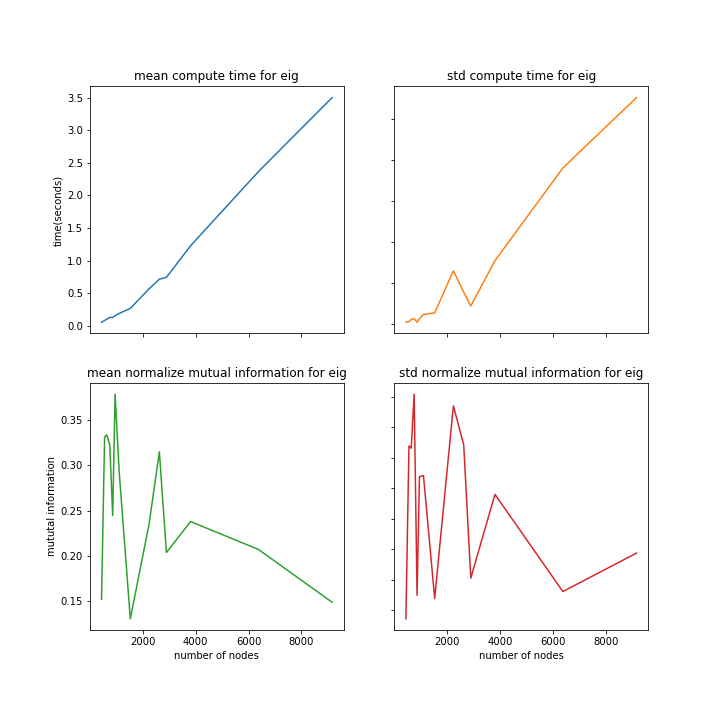 mean compute time for eig
std compute time for eig
3.5
3.0
2.5
2.0
1.5
1.0
0.5
0.0
time(seconds)
mean normalize mutual information for eig
std normalize mutual information for eig
0.35
0.30
0.25
0.20
0.15
mututal information
2000 4000 6000 8000
number of nodes
2000 4000 6000 8000
number of nodes